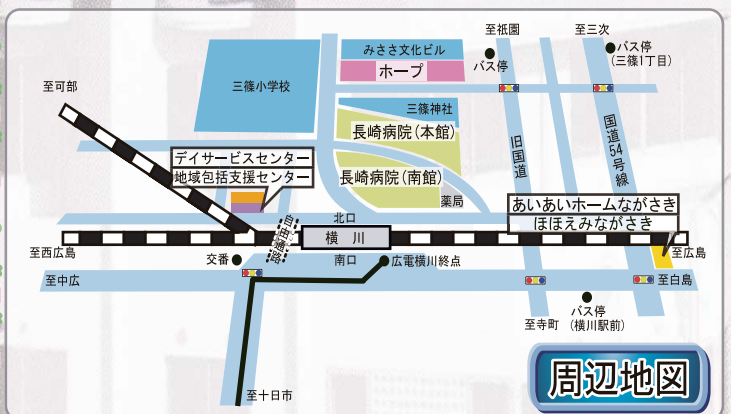 至祇園
至三次
みささ文化ビル
ホープ
バス停
バス停
(三篠1丁目)
至可部
三篠小学校
三篠神社
長崎病院(本館)
旧国道
国道54号線
デイサービスセンター
地域包括支援センター
長崎病院(南館)
薬局
あいあいホームながさき
ほほえみながさき
北口
自由通路
横川
至西広島
至広島
交番
南口
広電横川終点
至中広
至白島
至寺町
バス停
(横川駅前)
至十日市
周辺地図